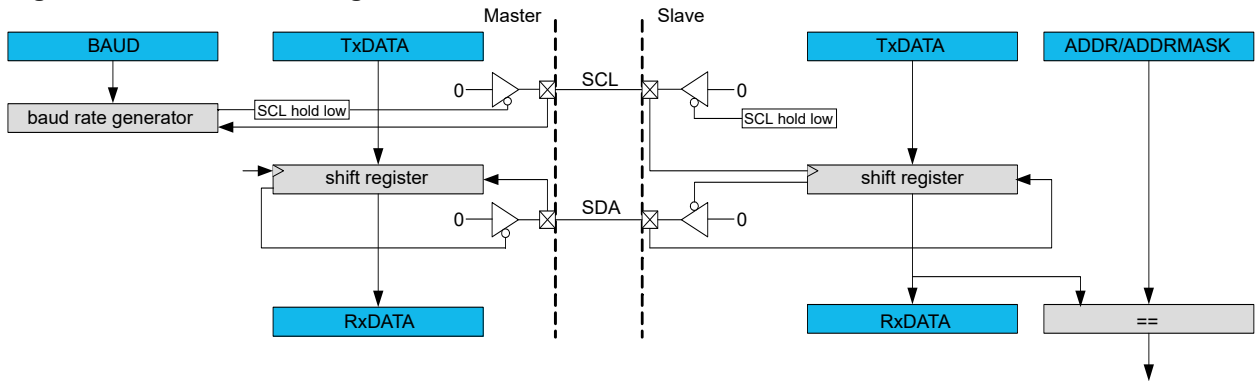 Master
Slave
BAUD
TxDATA
TxDATA
ADDR/ADDRMASK
SCL
0
0
baud rate generator
SCL hold low
SCL hold low
shift register
shift register
SDA
0
0
RxDATA
RxDATA
==